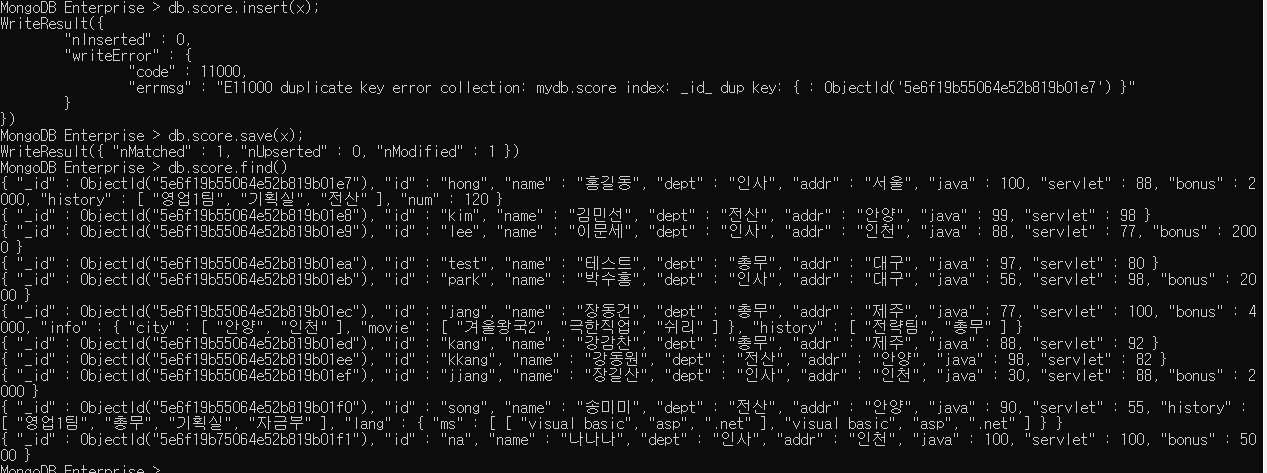 MongoDB Enterprise > db.score.insert(x);
WriteResult({
        "nInserted" : 0,
        "writeError" : {
                "code" : 11000,
                "errmsg" : "E11000 duplicate key error collection: mydb.score index: _id_ dup key: { : ObjectId('5e6f19b55064e52b819b01e7') }"
        }
})
MongoDB Enterprise > db.score.save(x);
WriteResult({ "nMatched" : 1, "nUpserted" : 0, "nModified" : 1 })
MongoDB Enterprise > db.score.find()
{ "_id" : ObjectId("5e6f19b55064e52b819b01e7"), "id" : "hong", "name" : "홍길동", "dept" : "인사", "addr" : "서울", "java" : 100, "servlet" : 88, "bonus" : 2
000, "history" : [ "영업1팀", "기획실", "전산" ], "num" : 120 }
{ "_id" : ObjectId("5e6f19b55064e52b819b01e8"), "id" : "kim", "name" : "김민선", "dept" : "전산", "addr" : "안양", "java" : 99, "servlet" : 98 }
{ "_id" : ObjectId("5e6f19b55064e52b819b01e9"), "id" : "lee", "name" : "이문세", "dept" : "인사", "addr" : "인천", "java" : 88, "servlet" : 77, "bonus" : 200
0 }
{ "_id" : ObjectId("5e6f19b55064e52b819b01ea"), "id" : "test", "name" : "테스트", "dept" : "총무", "addr" : "대구", "java" : 97, "servlet" : 80 }
{ "_id" : ObjectId("5e6f19b55064e52b819b01eb"), "id" : "park", "name" : "박수홍", "dept" : "인사", "addr" : "대구", "java" : 56, "servlet" : 98, "bonus" : 20
00 }
{ "_id" : ObjectId("5e6f19b55064e52b819b01ec"), "id" : "jang", "name" : "장동건", "dept" : "총무", "addr" : "제주", "java" : 77, "servlet" : 100, "bonus" : 4
000, "info" : { "city" : [ "안양", "인천" ], "movie" : [ "겨울왕국2", "극한직업", "쉬리" ] }, "history" : [ "전략팀", "총무" ] }
{ "_id" : ObjectId("5e6f19b55064e52b819b01ed"), "id" : "kang", "name" : "강감찬", "dept" : "총무", "addr" : "제주", "java" : 88, "servlet" : 92 }
{ "_id" : ObjectId("5e6f19b55064e52b819b01ee"), "id" : "kkang", "name" : "강동원", "dept" : "전산", "addr" : "안양", "java" : 98, "servlet" : 82 }
{ "_id" : ObjectId("5e6f19b55064e52b819b01ef"), "id" : "jjang", "name" : "장길산", "dept" : "인사", "addr" : "인천", "java" : 30, "servlet" : 88, "bonus" : 2
000 }
{ "_id" : ObjectId("5e6f19b55064e52b819b01f0"), "id" : "song", "name" : "송미미", "dept" : "전산", "addr" : "안양", "java" : 90, "servlet" : 55, "history" :
[ "영업1팀", "총무", "기획실", "자금부" ], "lang" : { "ms" : [ [ "visual basic", "asp", ".net" ], "visual basic", "asp", ".net" ] } }
{ "_id" : ObjectId("5e6f19b75064e52b819b01f1"), "id" : "na", "name" : "나나나", "dept" : "인사", "addr" : "인천", "java" : 100, "servlet" : 100, "bonus" : 50
00 }
MongoDB Enterprise >